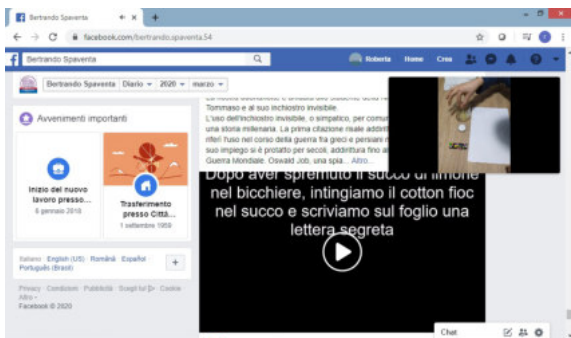 Bertrando Spaventa
facebook.com/bertrando.spaventa.54
Bertrando Spaventa
Roberta Home Crea
Bertrando Spaventa Diario 2020 marzo
Tommaso e al suo inchiostro invisibile.
L'uso dell'inchiostro invisibile, o simpatico, per comun
una storia millenaria. La prima citazione risale addirit
riferì l'uso nel corso della guerra fra greci e persiani n
suo impiego si è protatto per secoli, addirittura fino al
Guerra Mondiale. Oswald Job, una spia... Altro...
Avvenimenti importanti
Inizio del nuovo
lavoro presso...
6 gennaio 2018
Trasferimento
presso Città...
1 settembre 1959
Dopo aver spremuto il succo di limone
nel bicchiere, intingiamo il cotton fioc
nel succo e scriviamo sul foglio una
lettera segreta
Italiano · English (US) · Română · Español ·
Português (Brasil)
Privacy · Condizioni · Pubblicità · Scegli tu! · Cookie ·
Altro
Facebook © 2020
Chat